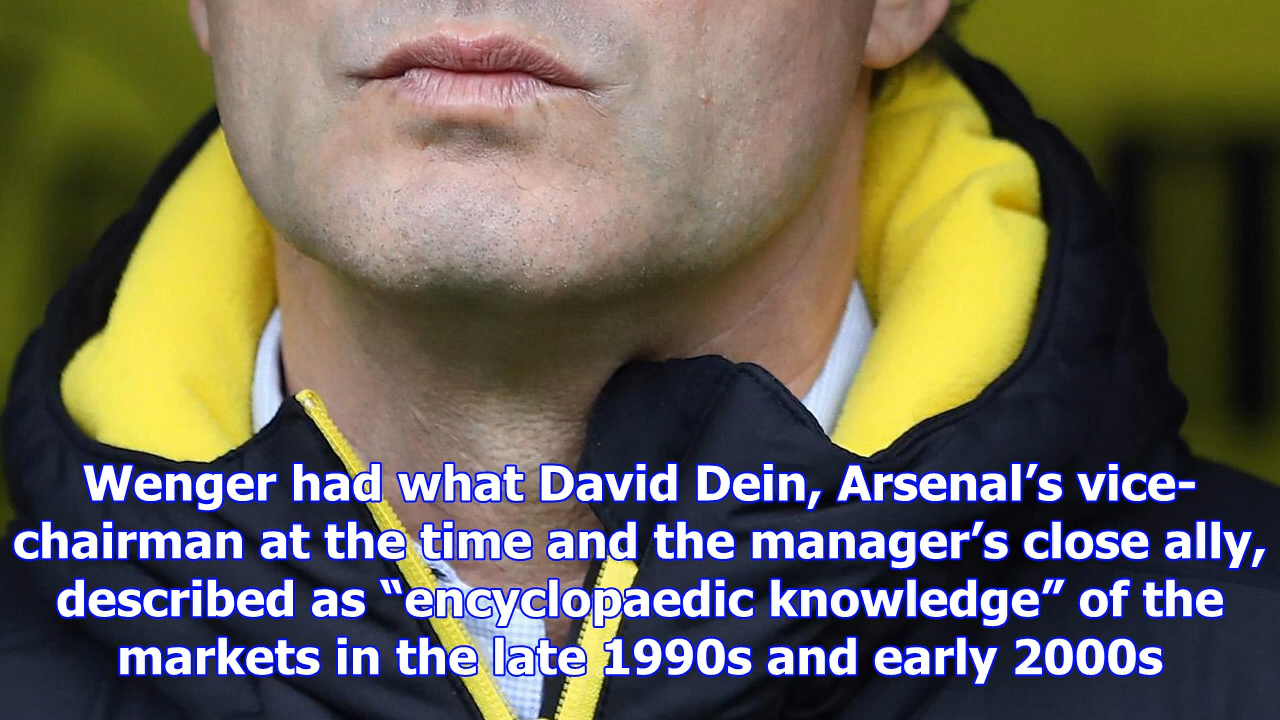 Wenger had what David Dein, Arsenal’s vice-
chairman at the time and the manager’s close ally,
described as “encyclopaedic knowledge” of the
markets in the late 1990s and early 2000s